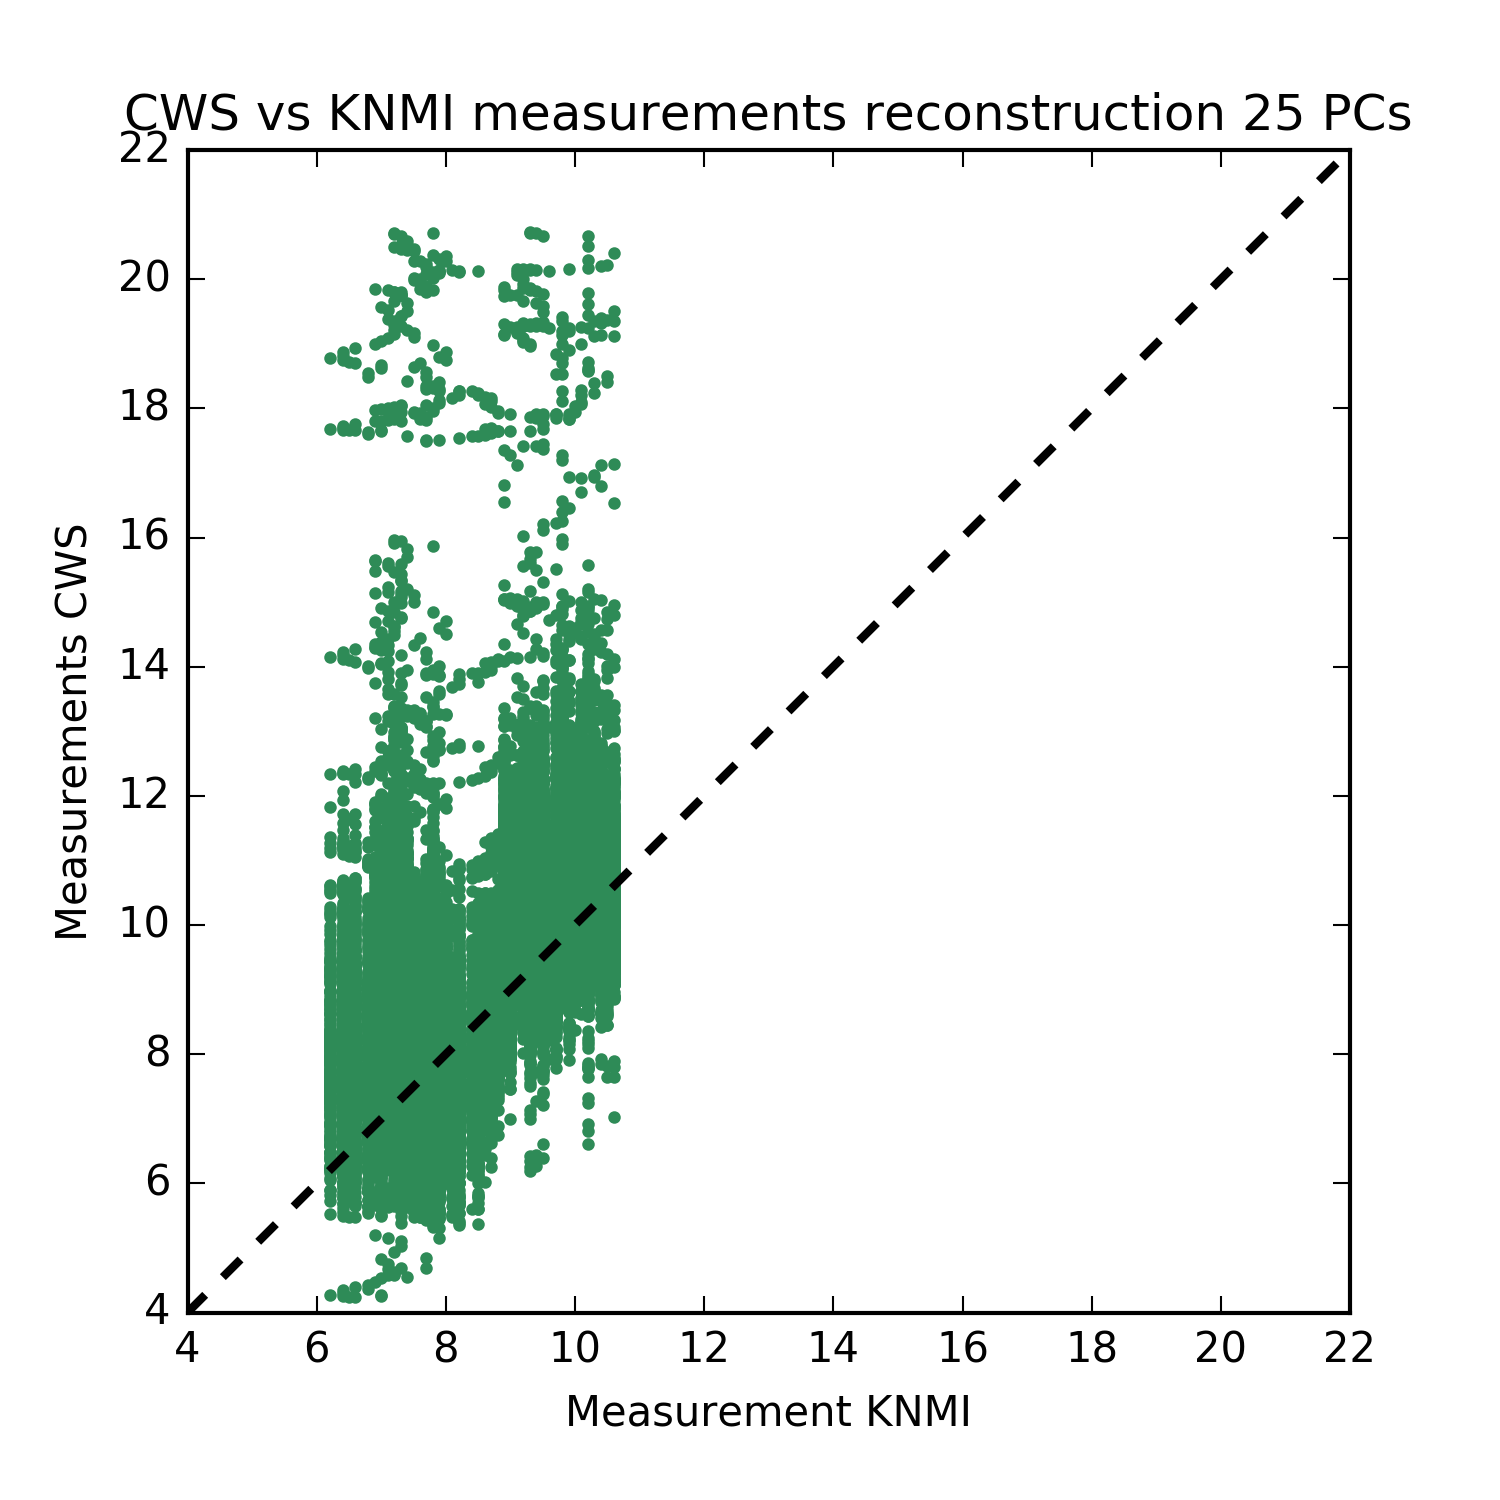 CWS vs KNMI measurements reconstruction 25 PCs
22
20
18
16
14
12
10
8
6
4
Measurements CWS
4 6 8 10 12 14 16 18 20 22
Measurement KNMI